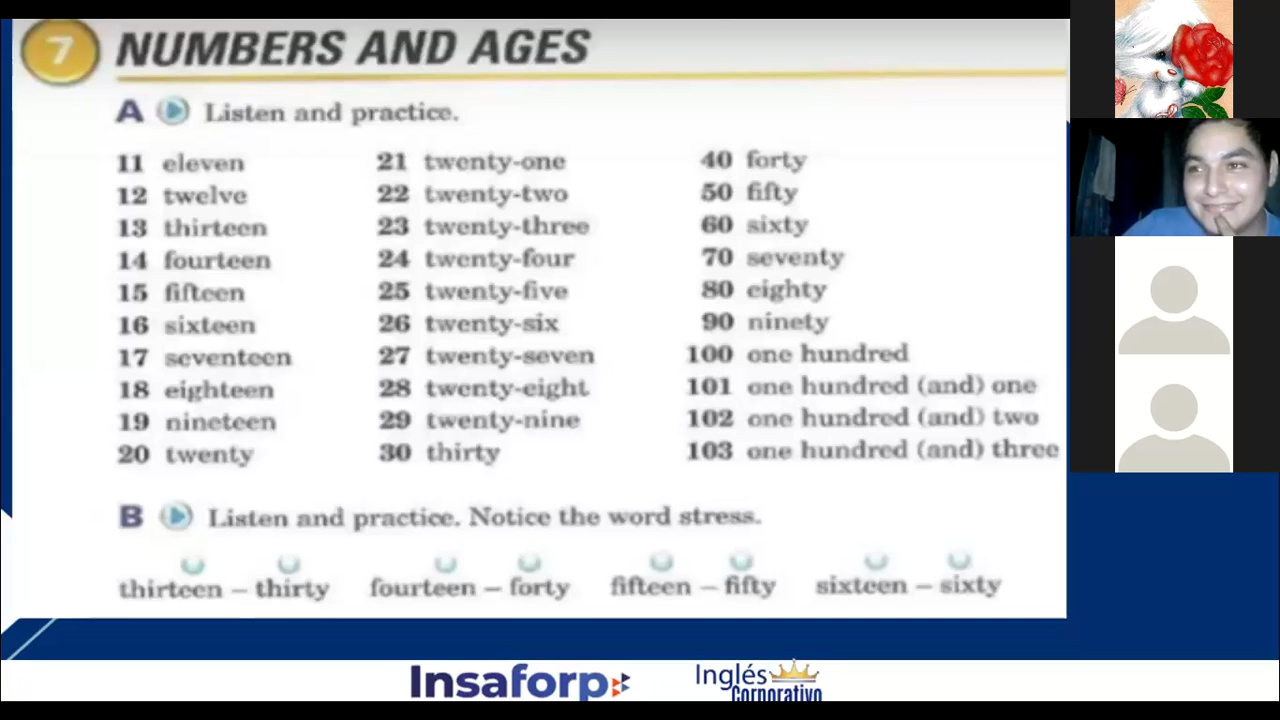 7 NUMBERS AND AGES
A Listen and practice.
11 eleven
12 twelve
13 thirteen
14 fourteen
15 fifteen
16 sixteen
17 seventeen
18 eighteen
19 nineteen
20 twenty
21 twenty-one
22 twenty-two
23 twenty-three
24 twenty-four
25 twenty-five
26 twenty-six
27 twenty-seven
28 twenty-eight
29 twenty-nine
30 thirty
40 forty
50 fifty
60 sixty
70 seventy
80 eighty
90 ninety
100 one hundred
101 one hundred (and) one
102 one hundred (and) two
103 one hundred (and) three
B Listen and practice. Notice the word stress.
thirteen – thirty fourteen – forty fifteen – fifty sixteen – sixty
Insaforp
Inglés
Corporativo